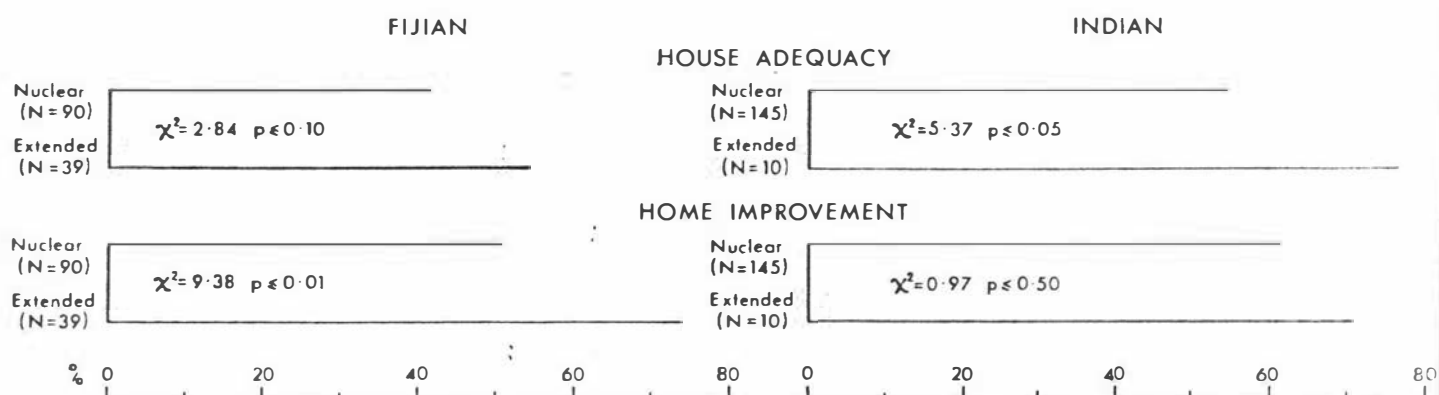 FIJIAN INDIAN
HOUSE ADEQUACY
Nuclear
(N=90)
χ²=2·84 p≤0·10
Extended
(N=39)
Nuclear
(N=145)
χ²=5·37 p≤0·05
Extended
(N=10)
HOME IMPROVEMENT
Nuclear
(N=90)
χ²=9·38 p≤0·01
Extended
(N=39)
Nuclear
(N=145)
χ²=0·97 p≤0·50
Extended
(N=10)
% 0 20 40 60 80 0 20 40 60 80